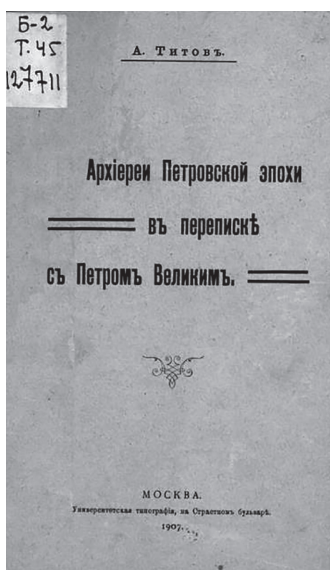 Б-2
Т.45
127711
А. Титовъ.
Архіереи Петровской эпохи
въ перепискѣ
съ Петромъ Великимъ.
МОСКВА.
Университетская типографія, на Страстномъ бульварѣ.
1907.